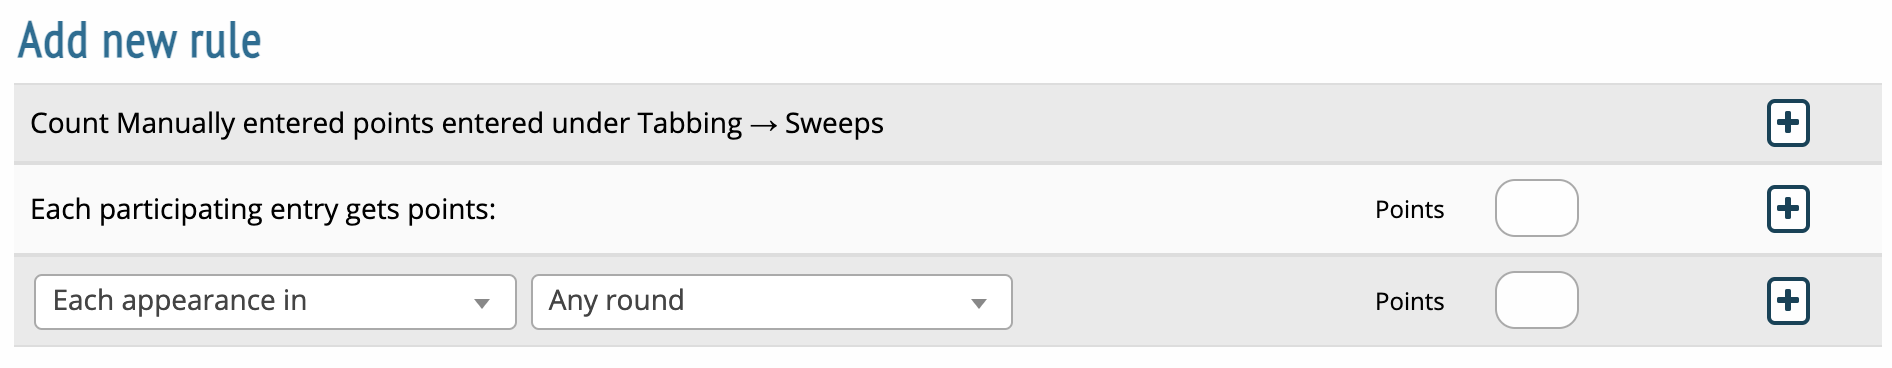 Add new rule
Count Manually entered points entered under Tabbing → Sweeps
Each participating entry gets points: Points
Each appearance in Any round Points